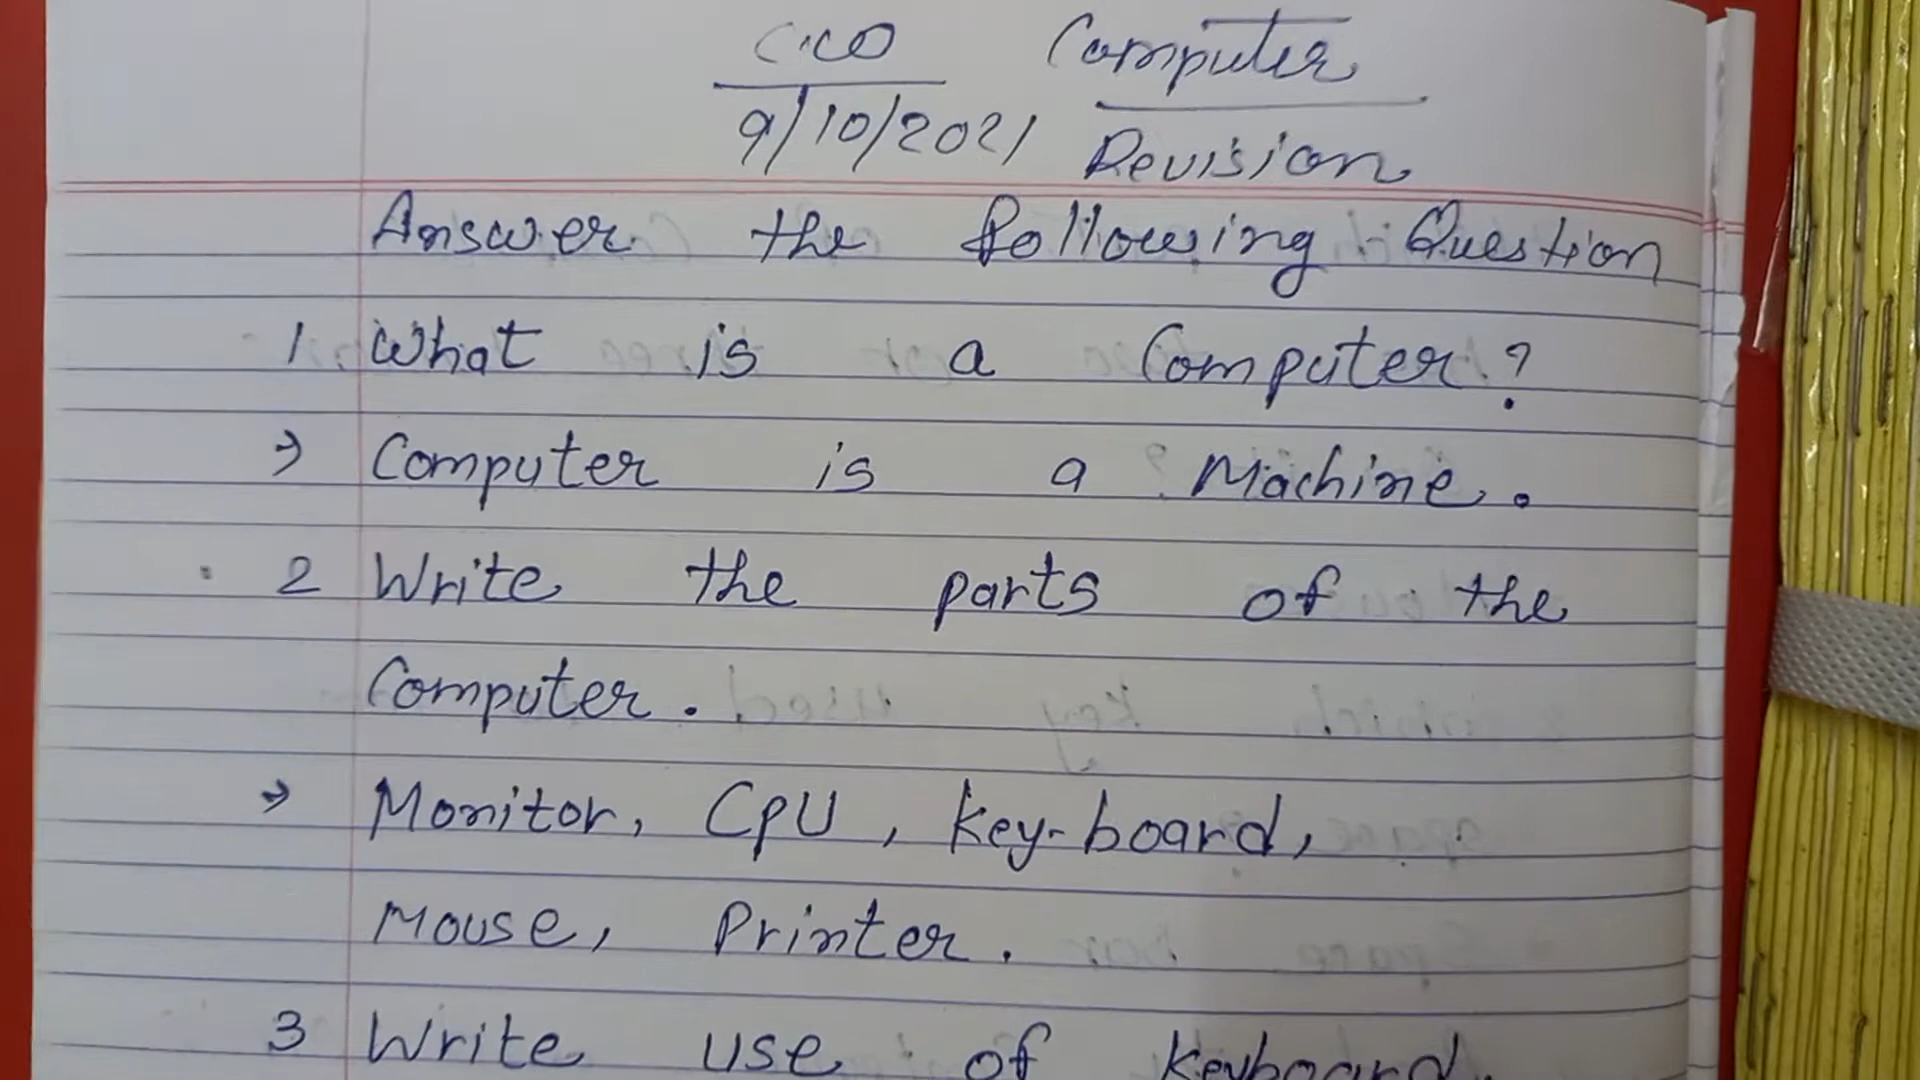 C.W Computer
9/10/2021 Revision
Answer the following Question
1. What is a Computer?
→ Computer is a Machine.
2 Write the parts of the
Computer.
→ Monitor, CPU, Key-board,
Mouse, Printer.
3 Write use of Keyboard.